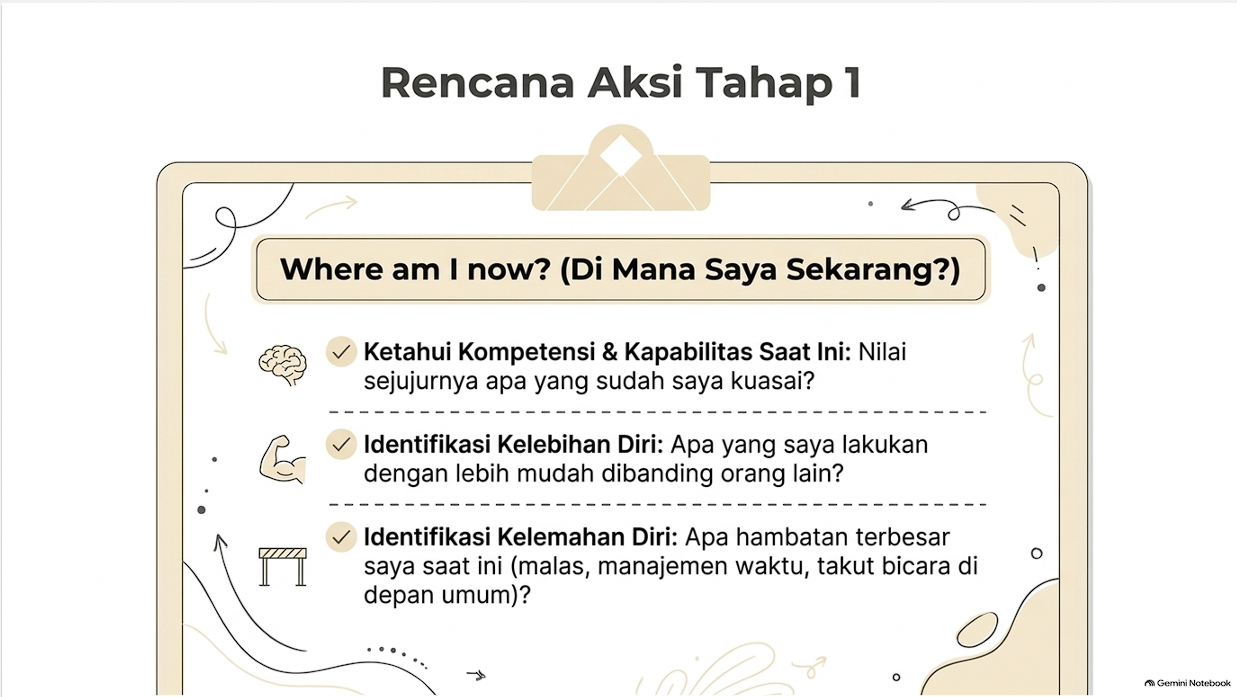 Rencana Aksi Tahap 1
Where am I now? (Di Mana Saya Sekarang?)
Ketahui Kompetensi & Kapabilitas Saat Ini: Nilai
sejujurnya apa yang sudah saya kuasai?
Identifikasi Kelebihan Diri: Apa yang saya lakukan
dengan lebih mudah dibanding orang lain?
Identifikasi Kelemahan Diri: Apa hambatan terbesar
saya saat ini (malas, manajemen waktu, takut bicara di
depan umum)?
Gemini Notebook